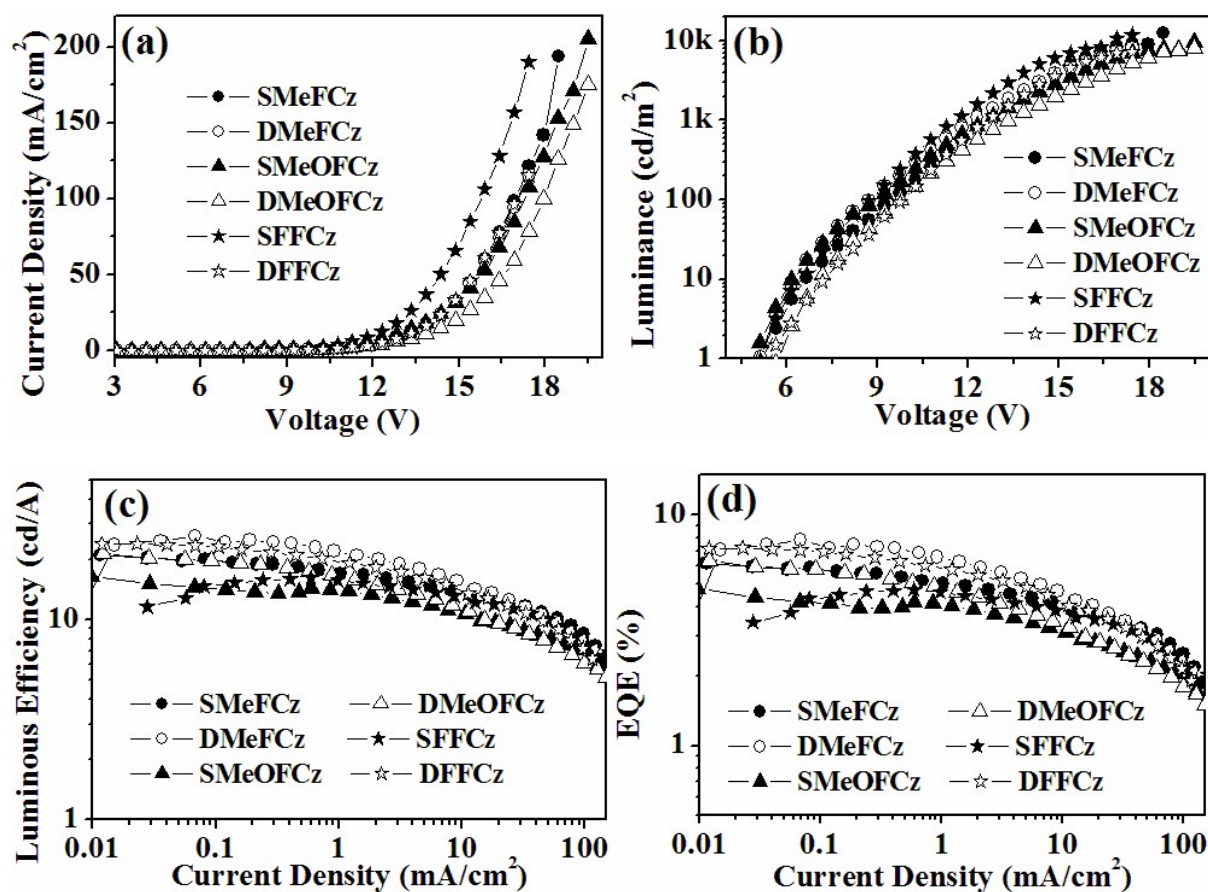 (a)
Current Density (mA/cm²)
200
150
100
50
0
SMeFCz
DMeFCz
SMeOFCz
DMeOFCz
SFFCz
DFFCz
3 6 9 12 15 18
Voltage (V)
(b)
Luminance (cd/m²)
10k
1k
100
10
1
SMeFCz
DMeFCz
SMeOFCz
DMeOFCz
SFFCz
DFFCz
6 9 12 15 18
Voltage (V)
(c)
Luminous Efficiency (cd/A)
10
1
SMeFCz DMeOFCz
DMeFCz SFFCz
SMeOFCz DFFCz
0.01 0.1 1 10 100
Current Density (mA/cm²)
(d)
EQE (%)
10
1
SMeFCz DMeOFCz
DMeFCz SFFCz
SMeOFCz DFFCz
0.01 0.1 1 10 100
Current Density (mA/cm²)